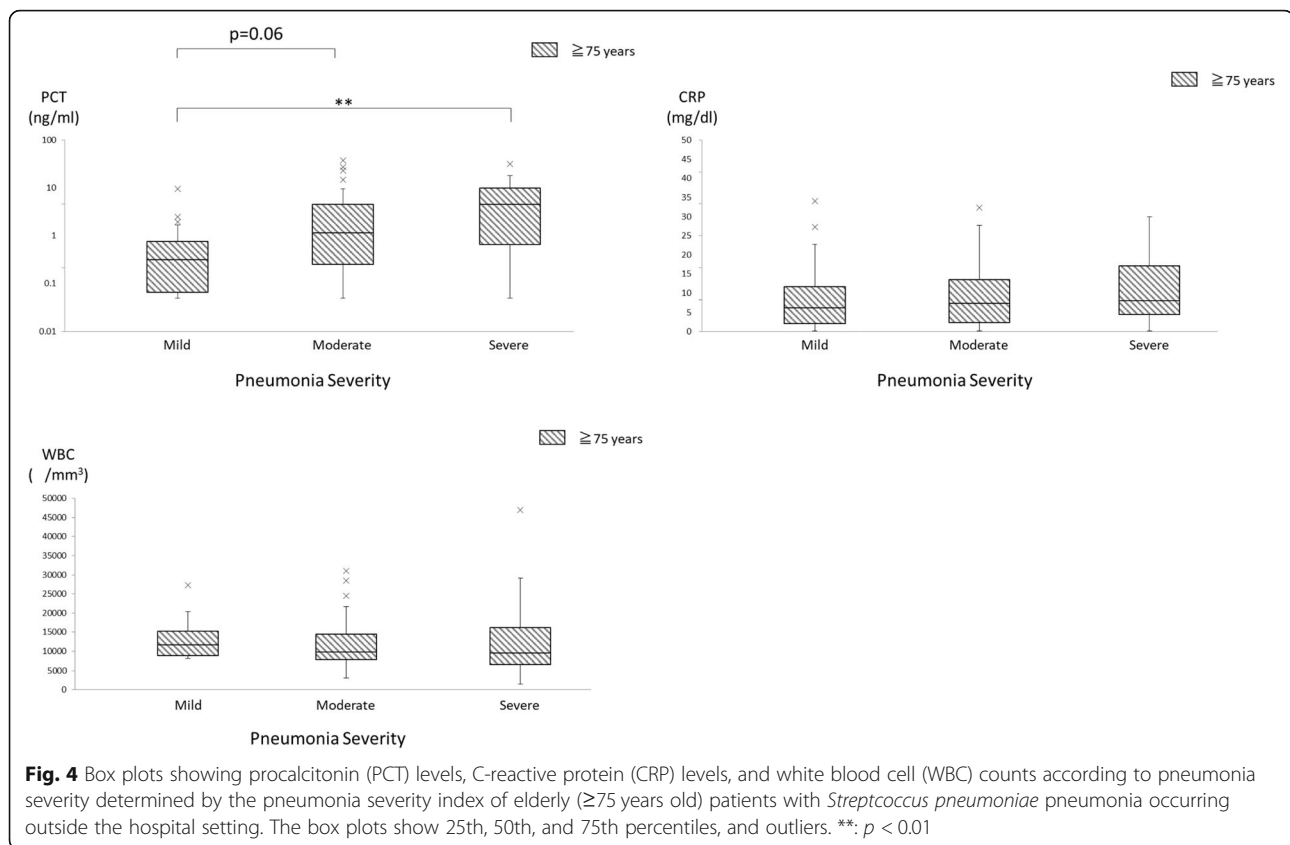 p=0.06
≧75 years
PCT
(ng/ml)
**
100
10
1
0.1
0.01
Mild Moderate Severe
Pneumonia Severity
≧75 years
CRP
(mg/dl)
50
45
40
35
30
25
20
15
10
5
0
Mild Moderate Severe
Pneumonia Severity
≧75 years
WBC
( /mm³)
50000
45000
40000
35000
30000
25000
20000
15000
10000
5000
0
Mild Moderate Severe
Pneumonia Severity
Fig. 4 Box plots showing procalcitonin (PCT) levels, C-reactive protein (CRP) levels, and white blood cell (WBC) counts according to pneumonia
severity determined by the pneumonia severity index of elderly (≥75 years old) patients with Streptcoccus pneumoniae pneumonia occurring
outside the hospital setting. The box plots show 25th, 50th, and 75th percentiles, and outliers. **: p < 0.01